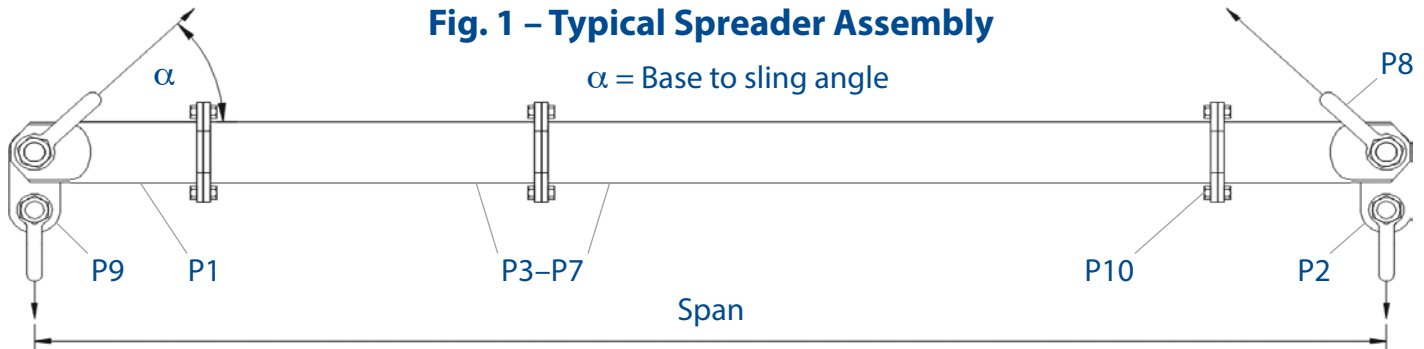 Fig. 1 – Typical Spreader Assembly
α
α = Base to sling angle
P8
P9
P1
P3–P7
P10
P2
Span